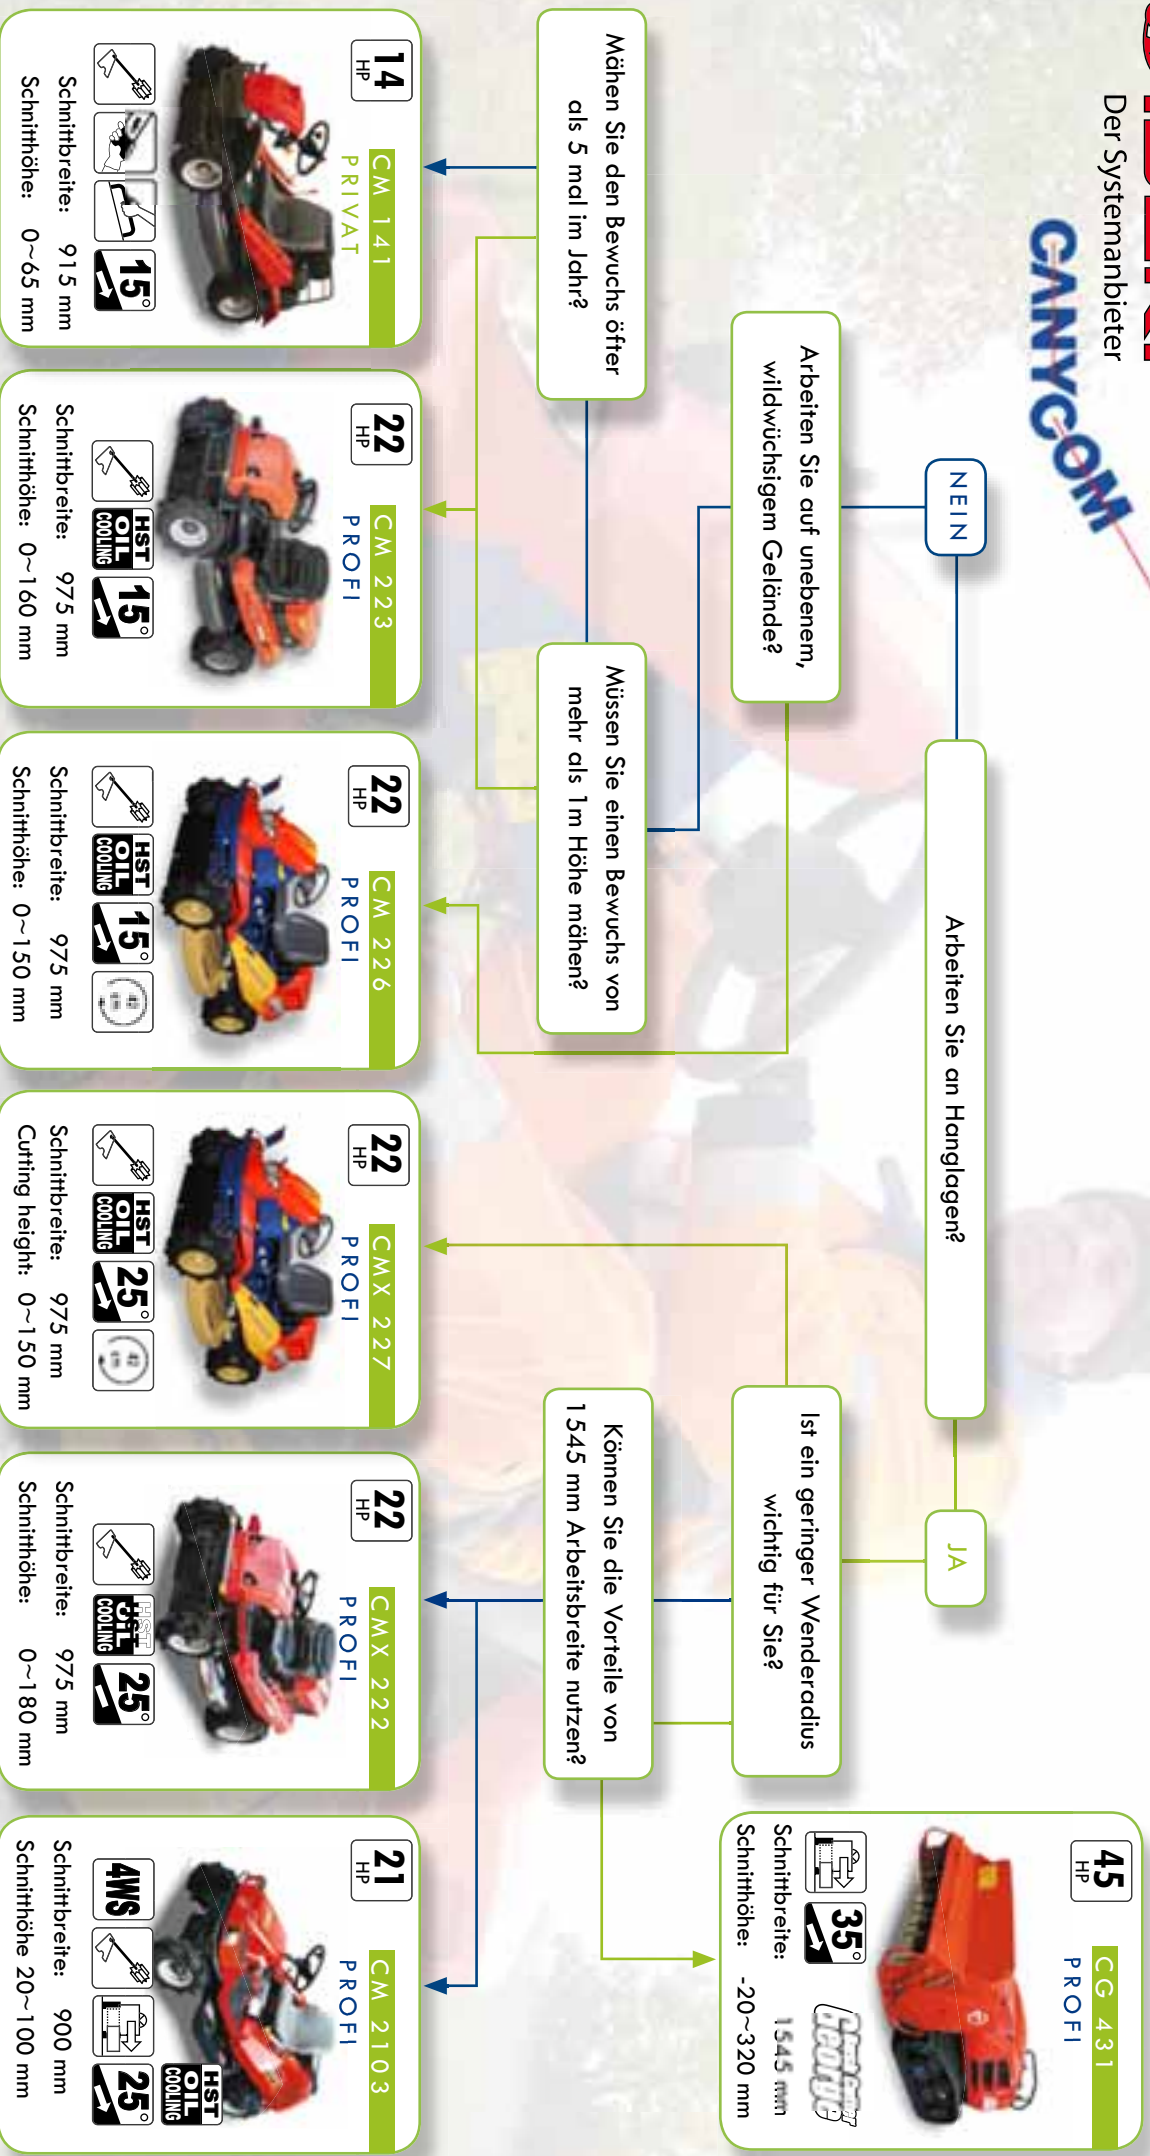 Der Systemanbieter
CANYCOM
Arbeiten Sie an Hanglagen?
NEIN
JA
Arbeiten Sie auf unebenem,
wildwüchsigem Gelände?
Ist ein geringer Wenderadius
wichtig für Sie?
Mähen Sie den Bewuchs öfter
als 5 mal im Jahr?
Müssen Sie einen Bewuchs von
mehr als 1m Höhe mähen?
Können Sie die Vorteile von
1545 mm Arbeitsbreite nutzen?
45
HP
CG 431
PROFI
35°
Grass Cutter
George
Schnittbreite: 1545 mm
Schnitthöhe: -20~320 mm
14
HP
CM 141
PRIVAT
15°
Schnittbreite: 915 mm
Schnitthöhe: 0~65 mm
22
HP
CM 223
PROFI
HST
OIL
COOLING
15°
Schnittbreite: 975 mm
Schnitthöhe: 0~160 mm
22
HP
CM 226
PROFI
HST
OIL
COOLING
15°
Schnittbreite: 975 mm
Schnitthöhe: 0~150 mm
22
HP
CMX 227
PROFI
HST
OIL
COOLING
25°
Schnittbreite: 975 mm
Cutting height: 0~150 mm
22
HP
CMX 222
PROFI
HST
OIL
COOLING
25°
Schnittbreite: 975 mm
Schnitthöhe: 0~180 mm
21
HP
CM 2103
PROFI
HST
OIL
COOLING
4WS
25°
Schnittbreite: 900 mm
Schnitthöhe 20~100 mm